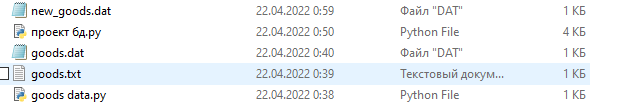 new_goods.dat 22.04.2022 0:59 Файл "DAT" 1 КБ
проект бд.py 22.04.2022 0:50 Python File 4 КБ
goods.dat 22.04.2022 0:40 Файл "DAT" 1 КБ
goods.txt 22.04.2022 0:39 Текстовый докум... 1 КБ
goods data.py 22.04.2022 0:38 Python File 1 КБ